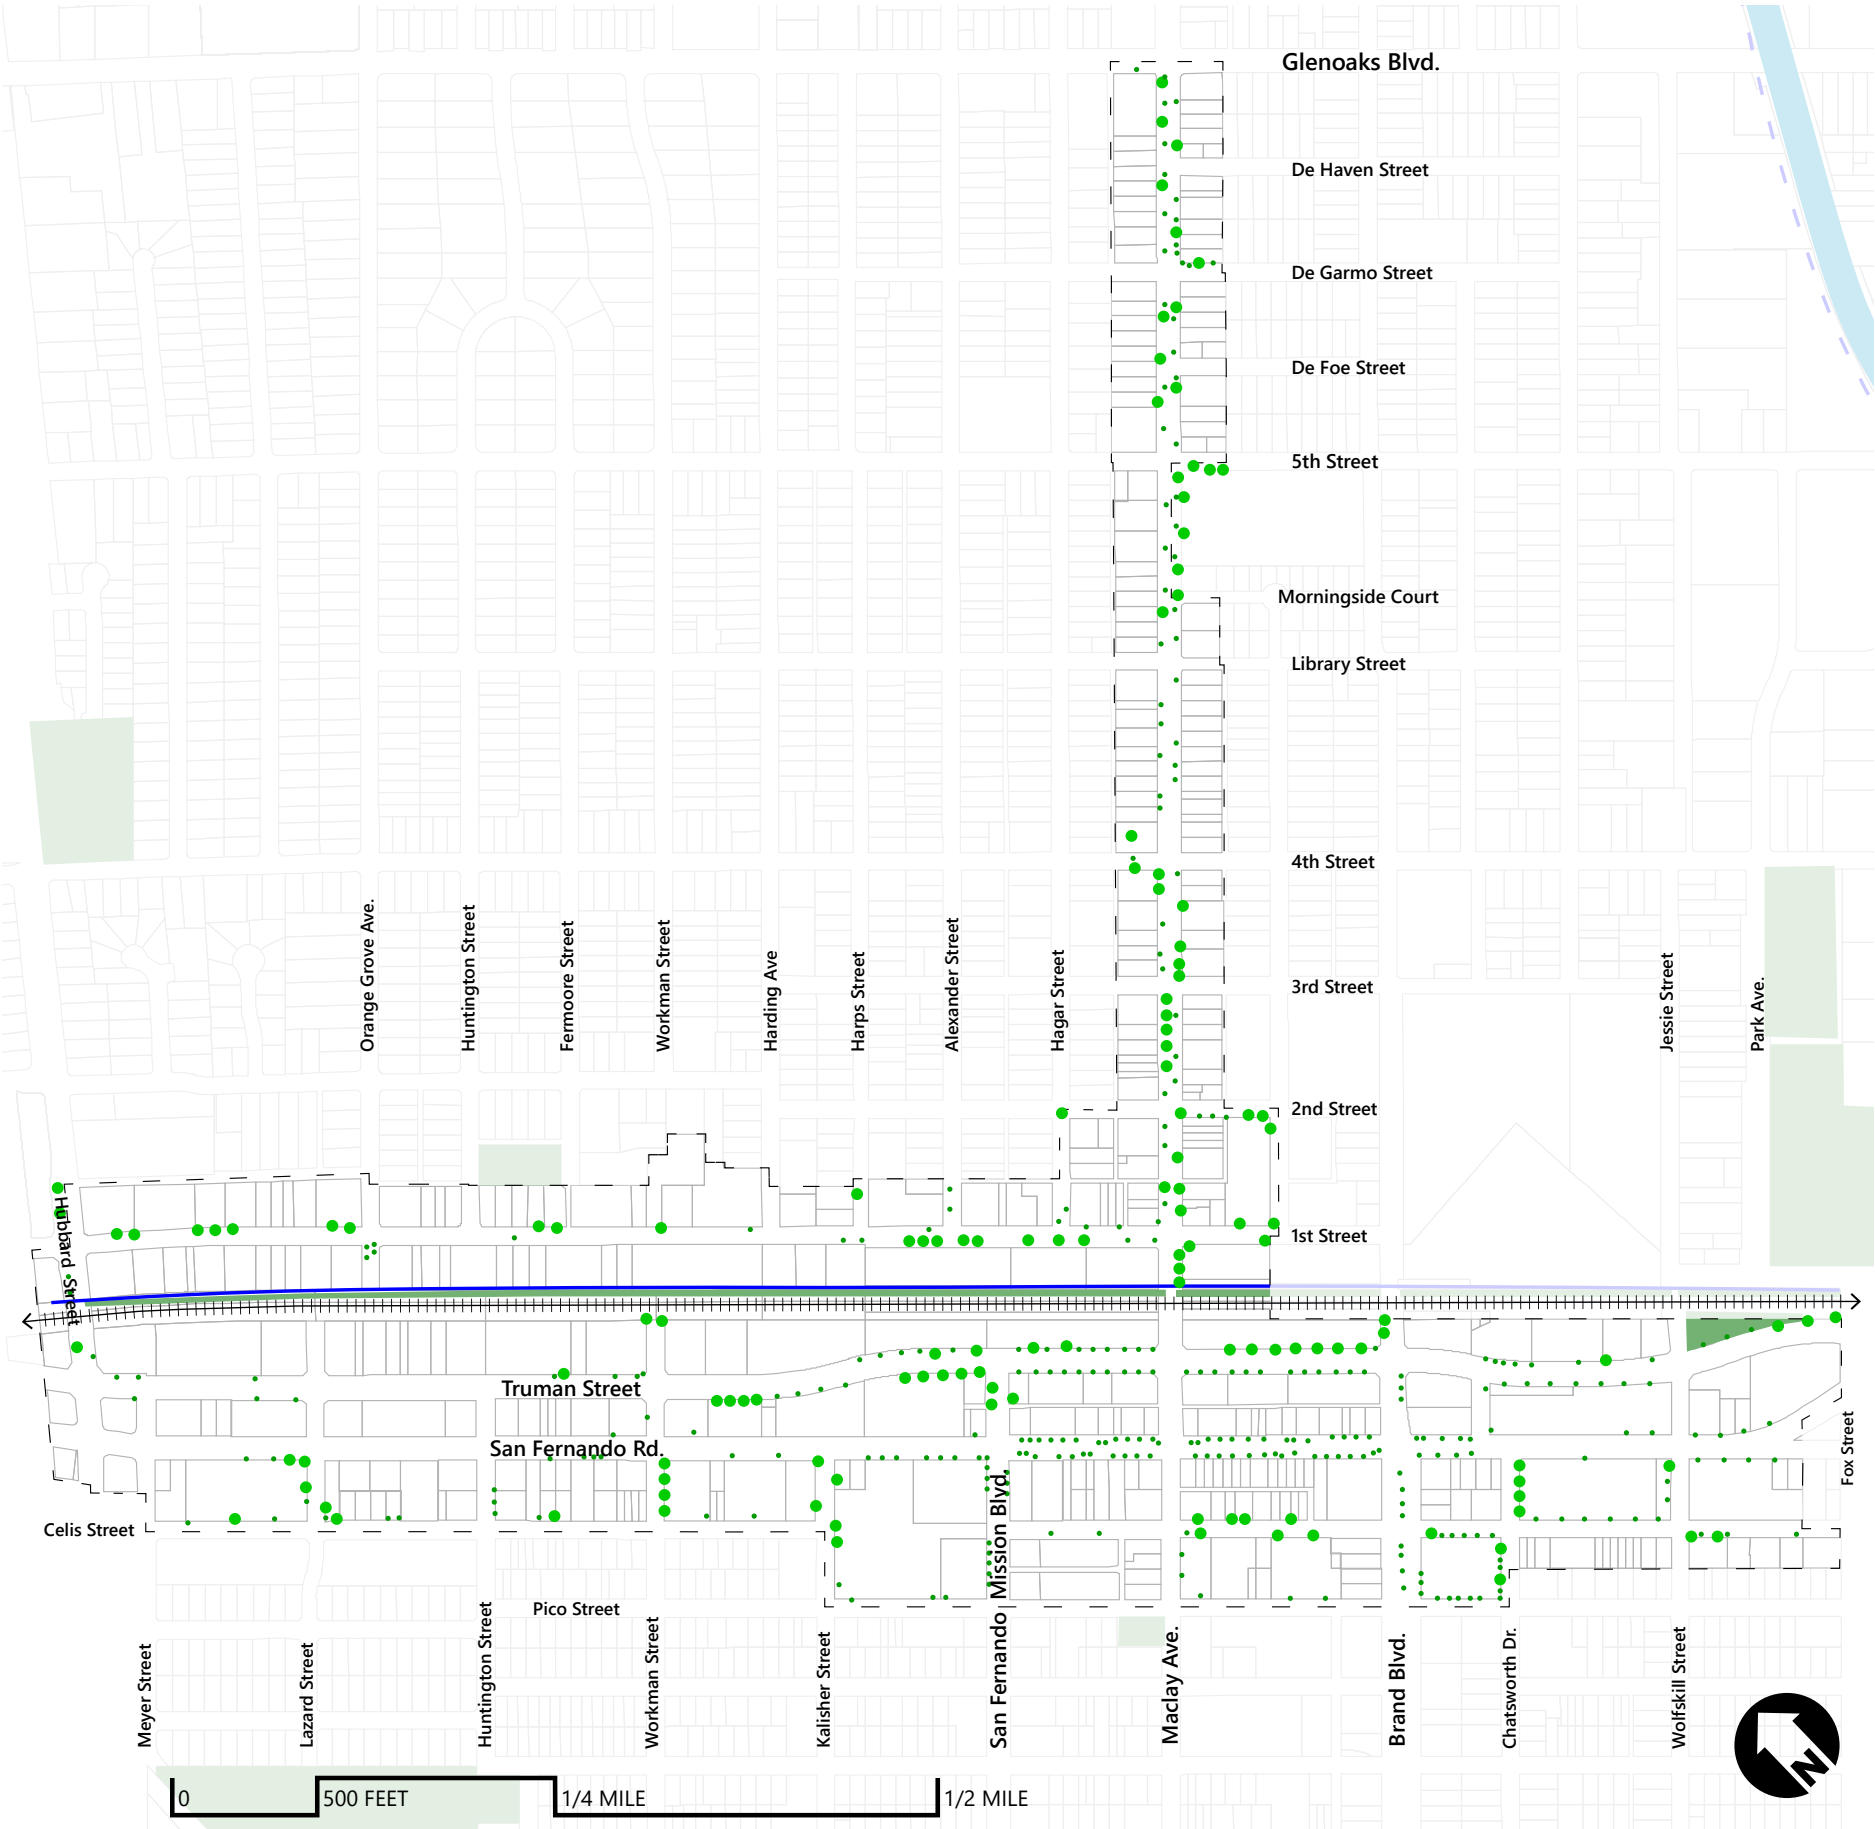 Glenoaks Blvd.
De Haven Street
De Garmo Street
De Foe Street
5th Street
Morningside Court
Library Street
4th Street
3rd Street
2nd Street
1st Street
Orange Grove Ave.
Huntington Street
Fermoore Street
Workman Street
Harding Ave
Harps Street
Alexander Street
Hagar Street
Jessie Street
Park Ave.
Hubbard Street
Truman Street
San Fernando Rd.
Celis Street
Pico Street
Fox Street
Meyer Street
Lazard Street
Huntington Street
Workman Street
Kalisher Street
San Fernando Mission Blvd.
Maclay Ave.
Brand Blvd.
Chatsworth Dr.
Wolfskill Street
0 500 FEET 1/4 MILE 1/2 MILE
N